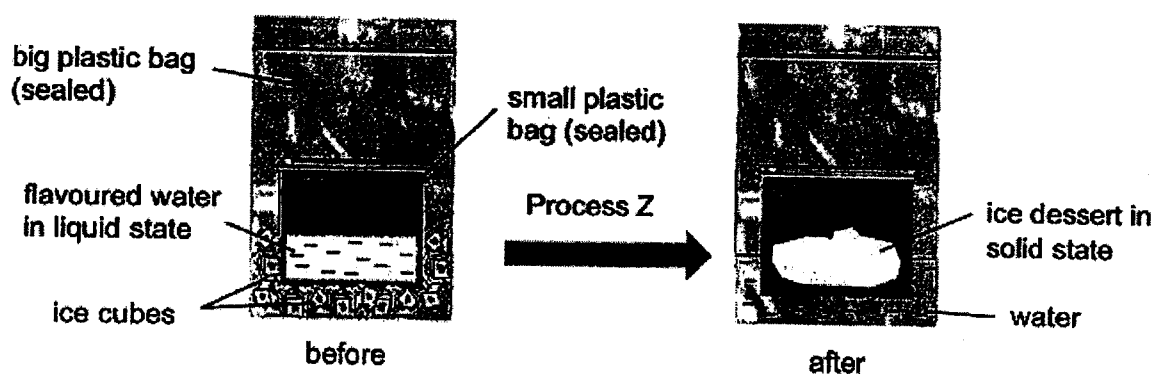 big plastic bag
(sealed)
small plastic
bag (sealed)
flavoured water
in liquid state
Process Z
ice dessert in
solid state
ice cubes
water
before
after